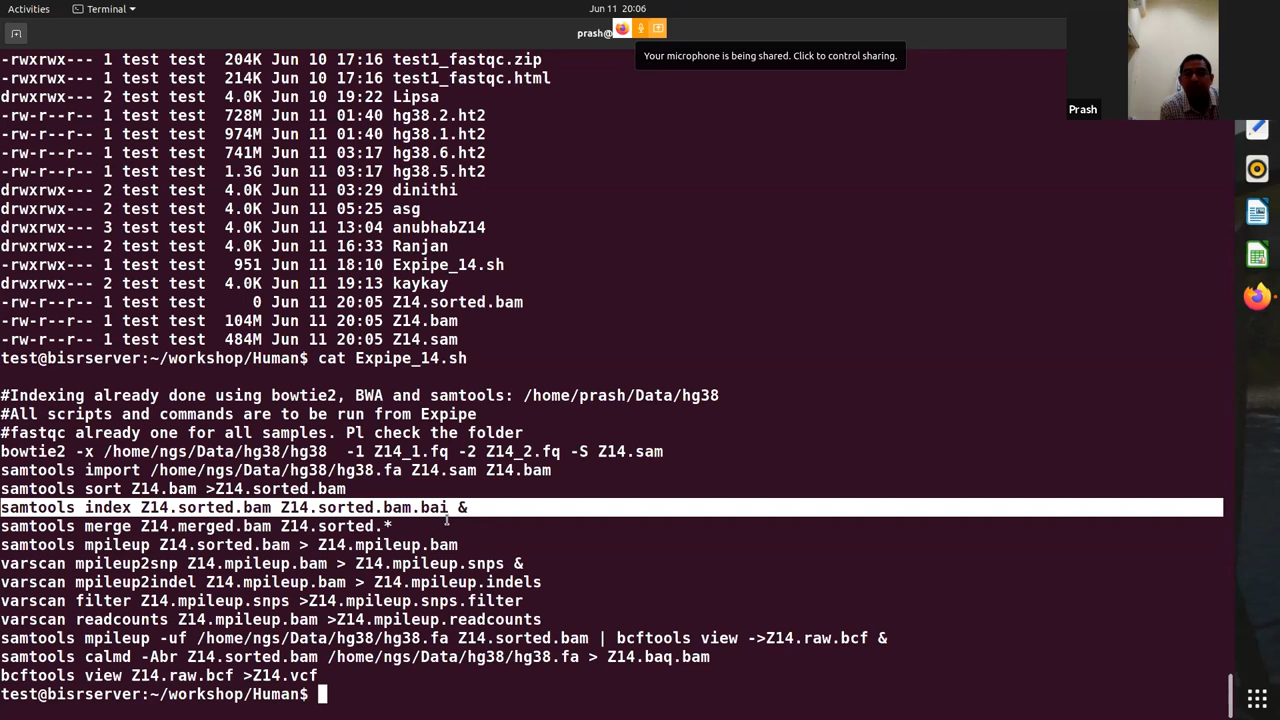 Activities Terminal Jun 11 20:06
prash@
Your microphone is being shared. Click to control sharing.
Prash
-rwxrwx--- 1 test test 204K Jun 10 17:16 test1_fastqc.zip
-rwxrwx--- 1 test test 214K Jun 10 17:16 test1_fastqc.html
drwxrwx--- 2 test test 4.0K Jun 10 19:22 Lipsa
-rwxrwx--- 1 test test 728M Jun 11 01:40 hg38.2.ht2
-rwxrwx--- 1 test test 974M Jun 11 01:40 hg38.1.ht2
-rwxrwx--- 1 test test 741M Jun 11 03:17 hg38.6.ht2
-rwxrwx--- 1 test test 1.3G Jun 11 03:17 hg38.5.ht2
drwxrwx--- 2 test test 4.0K Jun 11 03:29 dinithi
drwxrwx--- 2 test test 4.0K Jun 11 05:25 asg
drwxrwx--- 3 test test 4.0K Jun 11 13:04 anubhabZ14
drwxrwx--- 2 test test 4.0K Jun 11 16:33 Ranjan
-rwxrwx--- 1 test test 951 Jun 11 18:10 Expipe_14.sh
drwxrwx--- 2 test test 4.0K Jun 11 19:13 kaykay
-rw-r--r-- 1 test test 0 Jun 11 20:05 Z14.sorted.bam
-rw-r--r-- 1 test test 104M Jun 11 20:05 Z14.bam
-rw-r--r-- 1 test test 484M Jun 11 20:05 Z14.sam
test@bisrserver:~/workshop/Human$ cat Expipe_14.sh
#Indexing already done using bowtie2, BWA and samtools: /home/prash/Data/hg38
#All scripts and commands are to be run from Expipe
#fastqc already one for all samples. Pl check the folder
bowtie2 -x /home/ngs/Data/hg38/hg38 -1 Z14_1.fq -2 Z14_2.fq -S Z14.sam
samtools import /home/ngs/Data/hg38/hg38.fa Z14.sam Z14.bam
samtools sort Z14.bam >Z14.sorted.bam
samtools index Z14.sorted.bam Z14.sorted.bam.bai &
samtools merge Z14.merged.bam Z14.sorted.*
samtools mpileup Z14.sorted.bam > Z14.mpileup.bam
varscan mpileup2snp Z14.mpileup.bam > Z14.mpileup.snps &
varscan mpileup2indel Z14.mpileup.bam > Z14.mpileup.indels
varscan filter Z14.mpileup.snps >Z14.mpileup.snps.filter
varscan readcounts Z14.mpileup.bam >Z14.mpileup.readcounts
samtools mpileup -uf /home/ngs/Data/hg38/hg38.fa Z14.sorted.bam | bcftools view ->Z14.raw.bcf &
samtools calmd -Abr Z14.sorted.bam /home/ngs/Data/hg38/hg38.fa > Z14.baq.bam
bcftools view Z14.raw.bcf >Z14.vcf
test@bisrserver:~/workshop/Human$